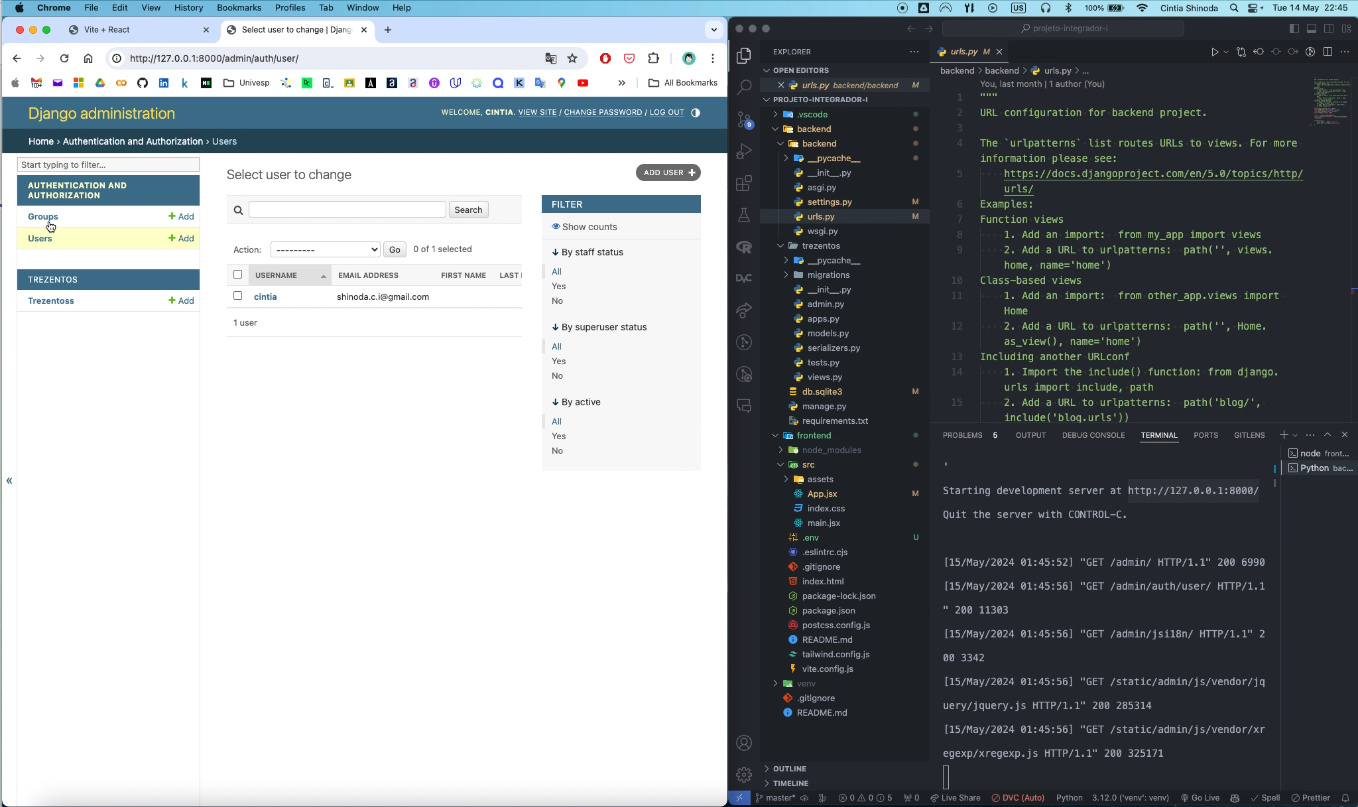 Chrome File Edit View History Bookmarks Profiles Tab Window Help
US 100% Cintia Shinoda Tue 14 May 22:45
Vite + React
Select user to change | Djang
http://127.0.0.1:8000/admin/auth/user/
Univesp
All Bookmarks
Django administration
WELCOME, CINTIA. VIEW SITE / CHANGE PASSWORD / LOG OUT
Home › Authentication and Authorization › Users
Start typing to filter...
AUTHENTICATION AND
AUTHORIZATION
Groups + Add
Users + Add
TREZENTOS
Trezentoss + Add
Select user to change
ADD USER +
Search
Action: --------- Go 0 of 1 selected
USERNAME EMAIL ADDRESS FIRST NAME LAST
cintia shinoda.c.i@gmail.com
1 user
FILTER
Show counts
By staff status
All
Yes
No
By superuser status
All
Yes
No
By active
All
Yes
No
«
projeto-integrador-i
EXPLORER
OPEN EDITORS
urls.py backend/backend M
PROJETO-INTEGRADOR-I
.vscode
backend
backend
__pycache__
__init__.py
asgi.py
settings.py M
urls.py M
wsgi.py
trezentos
__pycache__
migrations
__init__.py
admin.py
apps.py
models.py
serializers.py
tests.py
views.py
db.sqlite3 M
manage.py
requirements.txt
frontend
node_modules
src
assets
App.jsx M
index.css
main.jsx
.env U
.eslintrc.cjs
.gitignore
index.html
package-lock.json
package.json
postcss.config.js
README.md
tailwind.config.js
vite.config.js
venv
.gitignore
README.md
OUTLINE
TIMELINE
urls.py M
backend > backend > urls.py > ...
You, last month | 1 author (You)
1 """
2 URL configuration for backend project.
3
4 The `urlpatterns` list routes URLs to views. For more
information please see:
5 https://docs.djangoproject.com/en/5.0/topics/http/
urls/
6 Examples:
7 Function views
8 1. Add an import: from my_app import views
9 2. Add a URL to urlpatterns: path('', views.
home, name='home')
10 Class-based views
11 1. Add an import: from other_app.views import
Home
12 2. Add a URL to urlpatterns: path('', Home.
as_view(), name='home')
13 Including another URLconf
14 1. Import the include() function: from django.
urls import include, path
15 2. Add a URL to urlpatterns: path('blog/',
include('blog.urls'))
PROBLEMS 5 OUTPUT DEBUG CONSOLE TERMINAL PORTS GITLENS
node front...
Python bac...
'
Starting development server at http://127.0.0.1:8000/
Quit the server with CONTROL-C.
[15/May/2024 01:45:52] "GET /admin/ HTTP/1.1" 200 6990
[15/May/2024 01:45:56] "GET /admin/auth/user/ HTTP/1.1
" 200 11303
[15/May/2024 01:45:56] "GET /admin/jsi18n/ HTTP/1.1" 2
00 3342
[15/May/2024 01:45:56] "GET /static/admin/js/vendor/jq
uery/jquery.js HTTP/1.1" 200 285314
[15/May/2024 01:45:56] "GET /static/admin/js/vendor/xr
egexp/xregexp.js HTTP/1.1" 200 325171
master* 0 0 5 0 Live Share DVC (Auto) Python 3.12.0 ('venv': venv) Go Live Spell Prettier